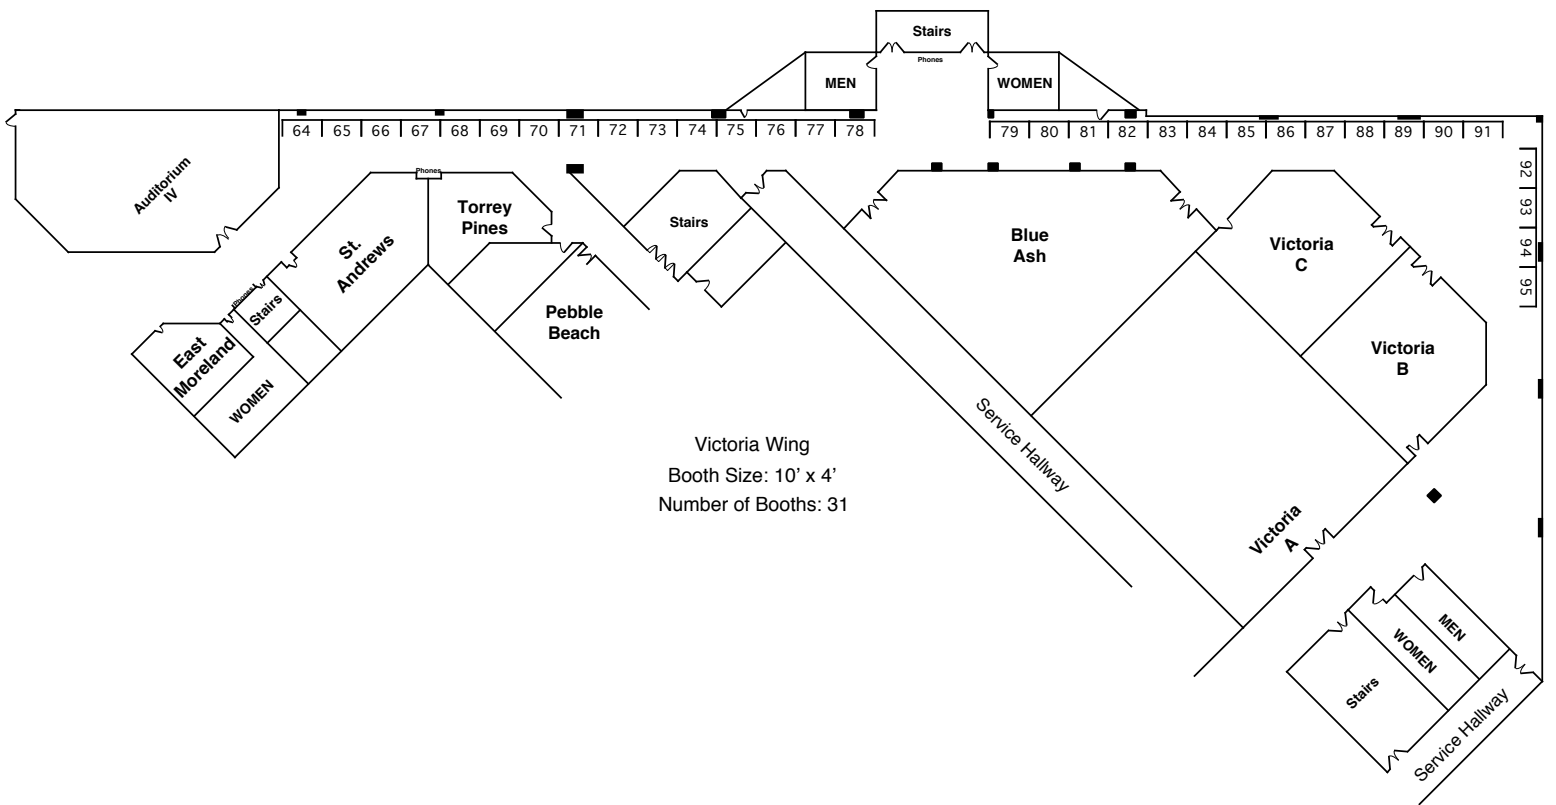 Stairs
Phones
MEN
WOMEN
64 65 66 67 68 69 70 71 72 73 74 75 76 77 78
79 80 81 82 83 84 85 86 87 88 89 90 91
92
93
94
95
Auditorium
IV
Phones
Torrey
Pines
St.
Andrews
Stairs
Blue
Ash
Victoria
C
Phones
Stairs
Pebble
Beach
East
Moreland
WOMEN
Victoria
B
Service Hallway
Victoria Wing
Booth Size: 10’ x 4’
Number of Booths: 31
Victoria
A
MEN
WOMEN
Stairs
Service Hallway